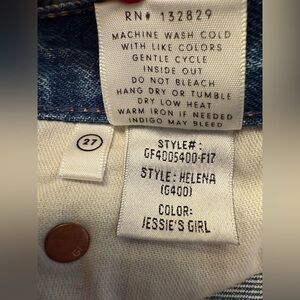 RN# 132829
MACHINE WASH COLD
WITH LIKE COLORS
GENTLE CYCLE
INSIDE OUT
DO NOT BLEACH
HANG DRY OR TUMBLE
DRY LOW HEAT
WARM IRON IF NEEDED
INDIGO MAY BLEED
27
STYLE#:
GF4005400-F17
STYLE: HELENA
(G400)
COLOR:
JESSIE'S GIRL